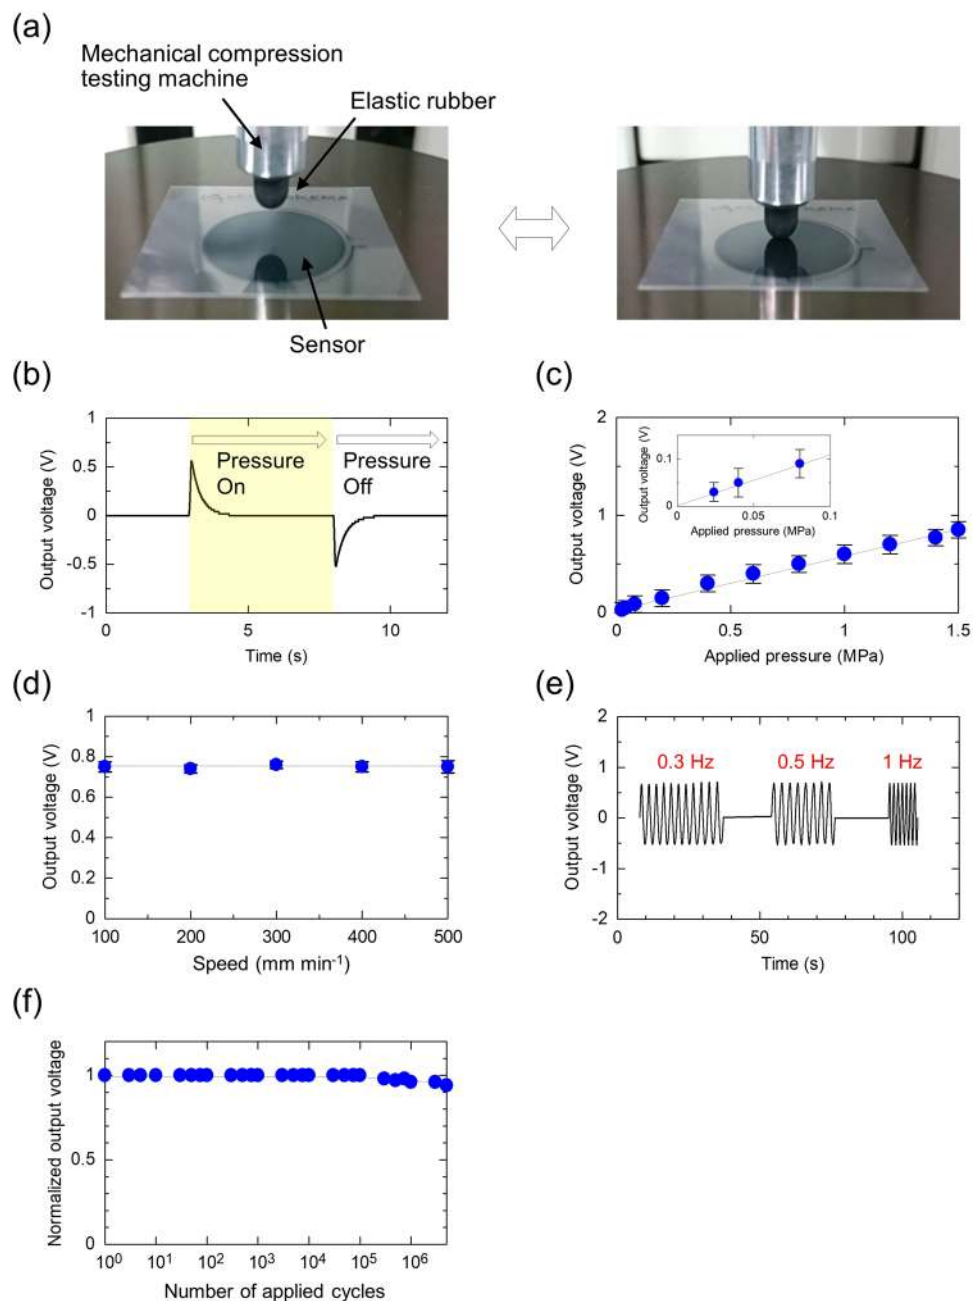 (a)
Mechanical compression
testing machine
Elastic rubber
Sensor
(b)
Output voltage (V)
1
0.5
0
-0.5
-1
Pressure
On
Pressure
Off
0
5
10
Time (s)
(c)
Output voltage (V)
2
1
0
Output voltage (V)
0.1
0
0
0.05
0.1
Applied pressure (MPa)
0
0.5
1
1.5
Applied pressure (MPa)
(d)
Output voltage (V)
1
0.8
0.6
0.4
0.2
0
100
200
300
400
500
Speed (mm min⁻¹)
(e)
Output voltage (V)
2
1
0
-1
-2
0.3 Hz
0.5 Hz
1 Hz
0
50
100
Time (s)
(f)
Normalized output voltage
1
0.5
0
10⁰
10¹
10²
10³
10⁴
10⁵
10⁶
Number of applied cycles